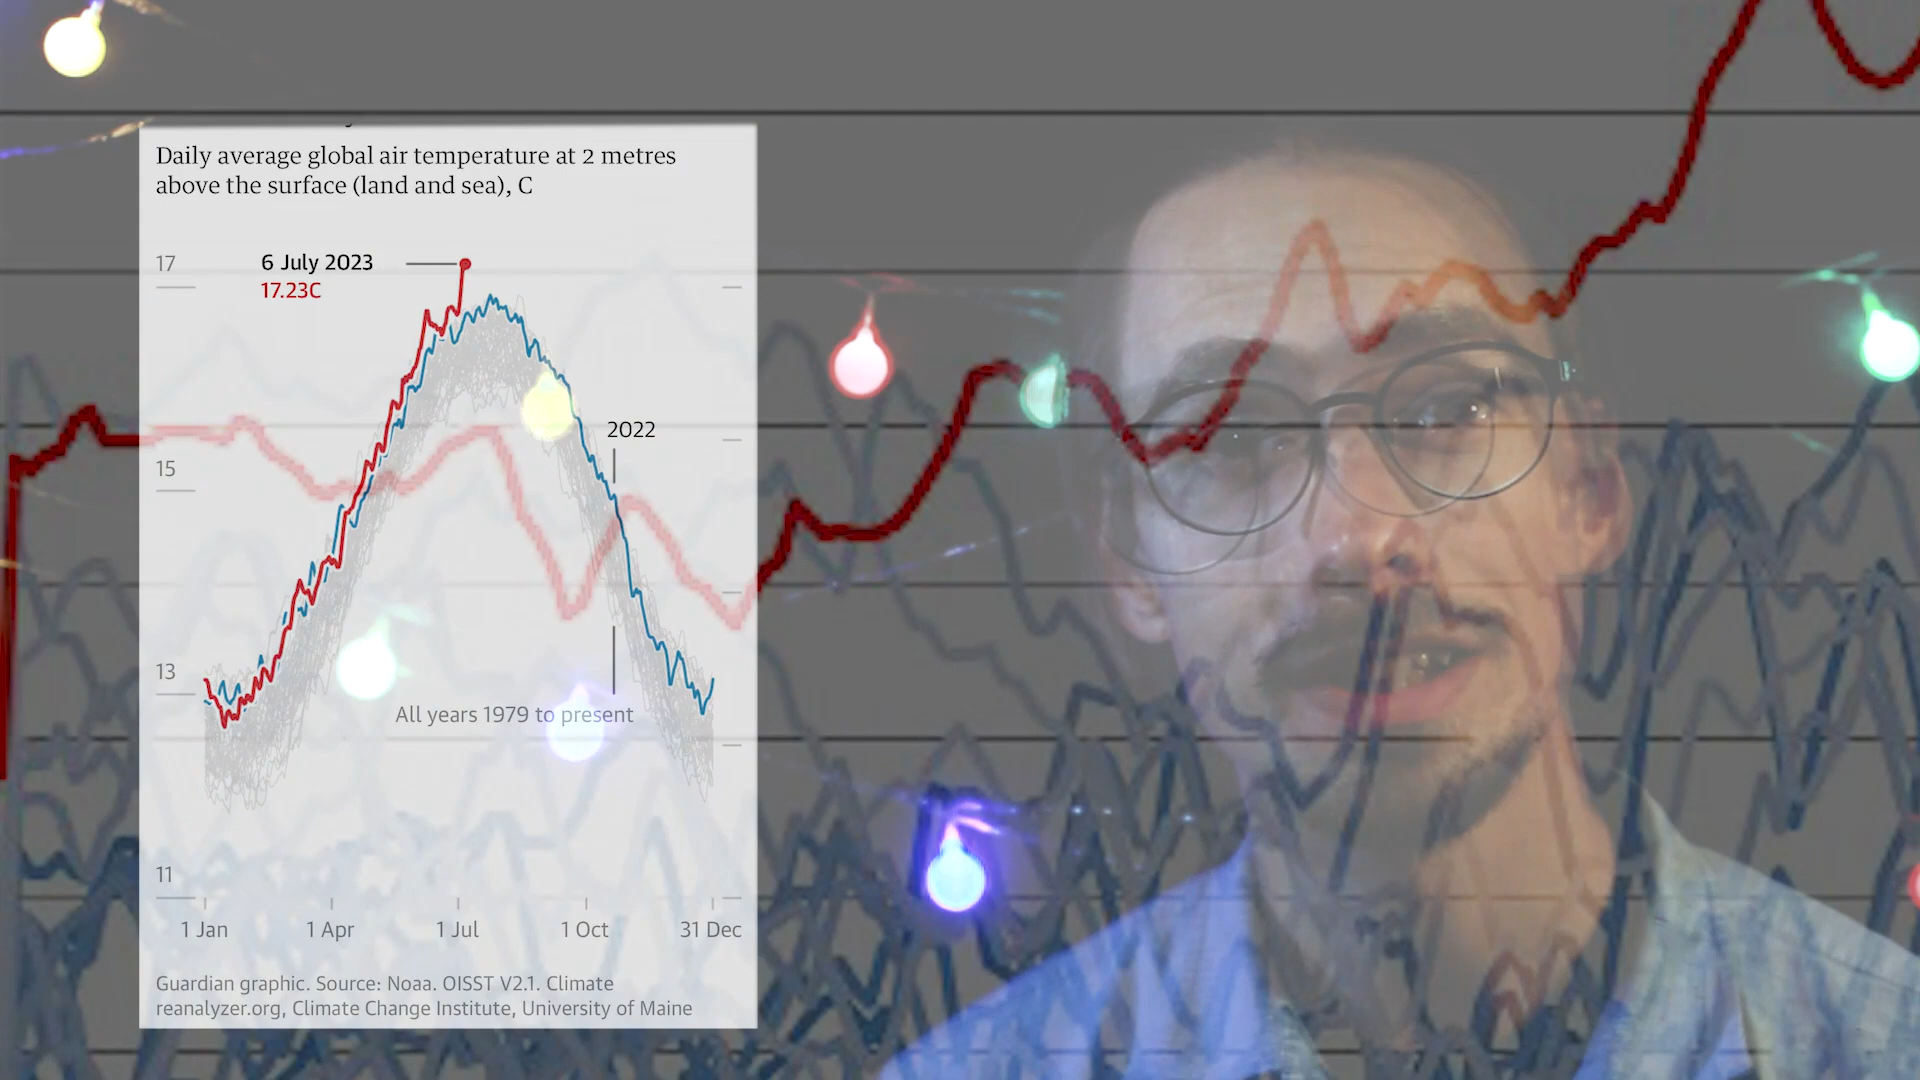 Daily average global air temperature at 2 metres
above the surface (land and sea), C
17
6 July 2023
17.23C
2022
15
13
All years 1979 to present
11
1 Jan
1 Apr
1 Jul
1 Oct
31 Dec
Guardian graphic. Source: Noaa. OISST V2.1. Climate
reanalyzer.org, Climate Change Institute, University of Maine